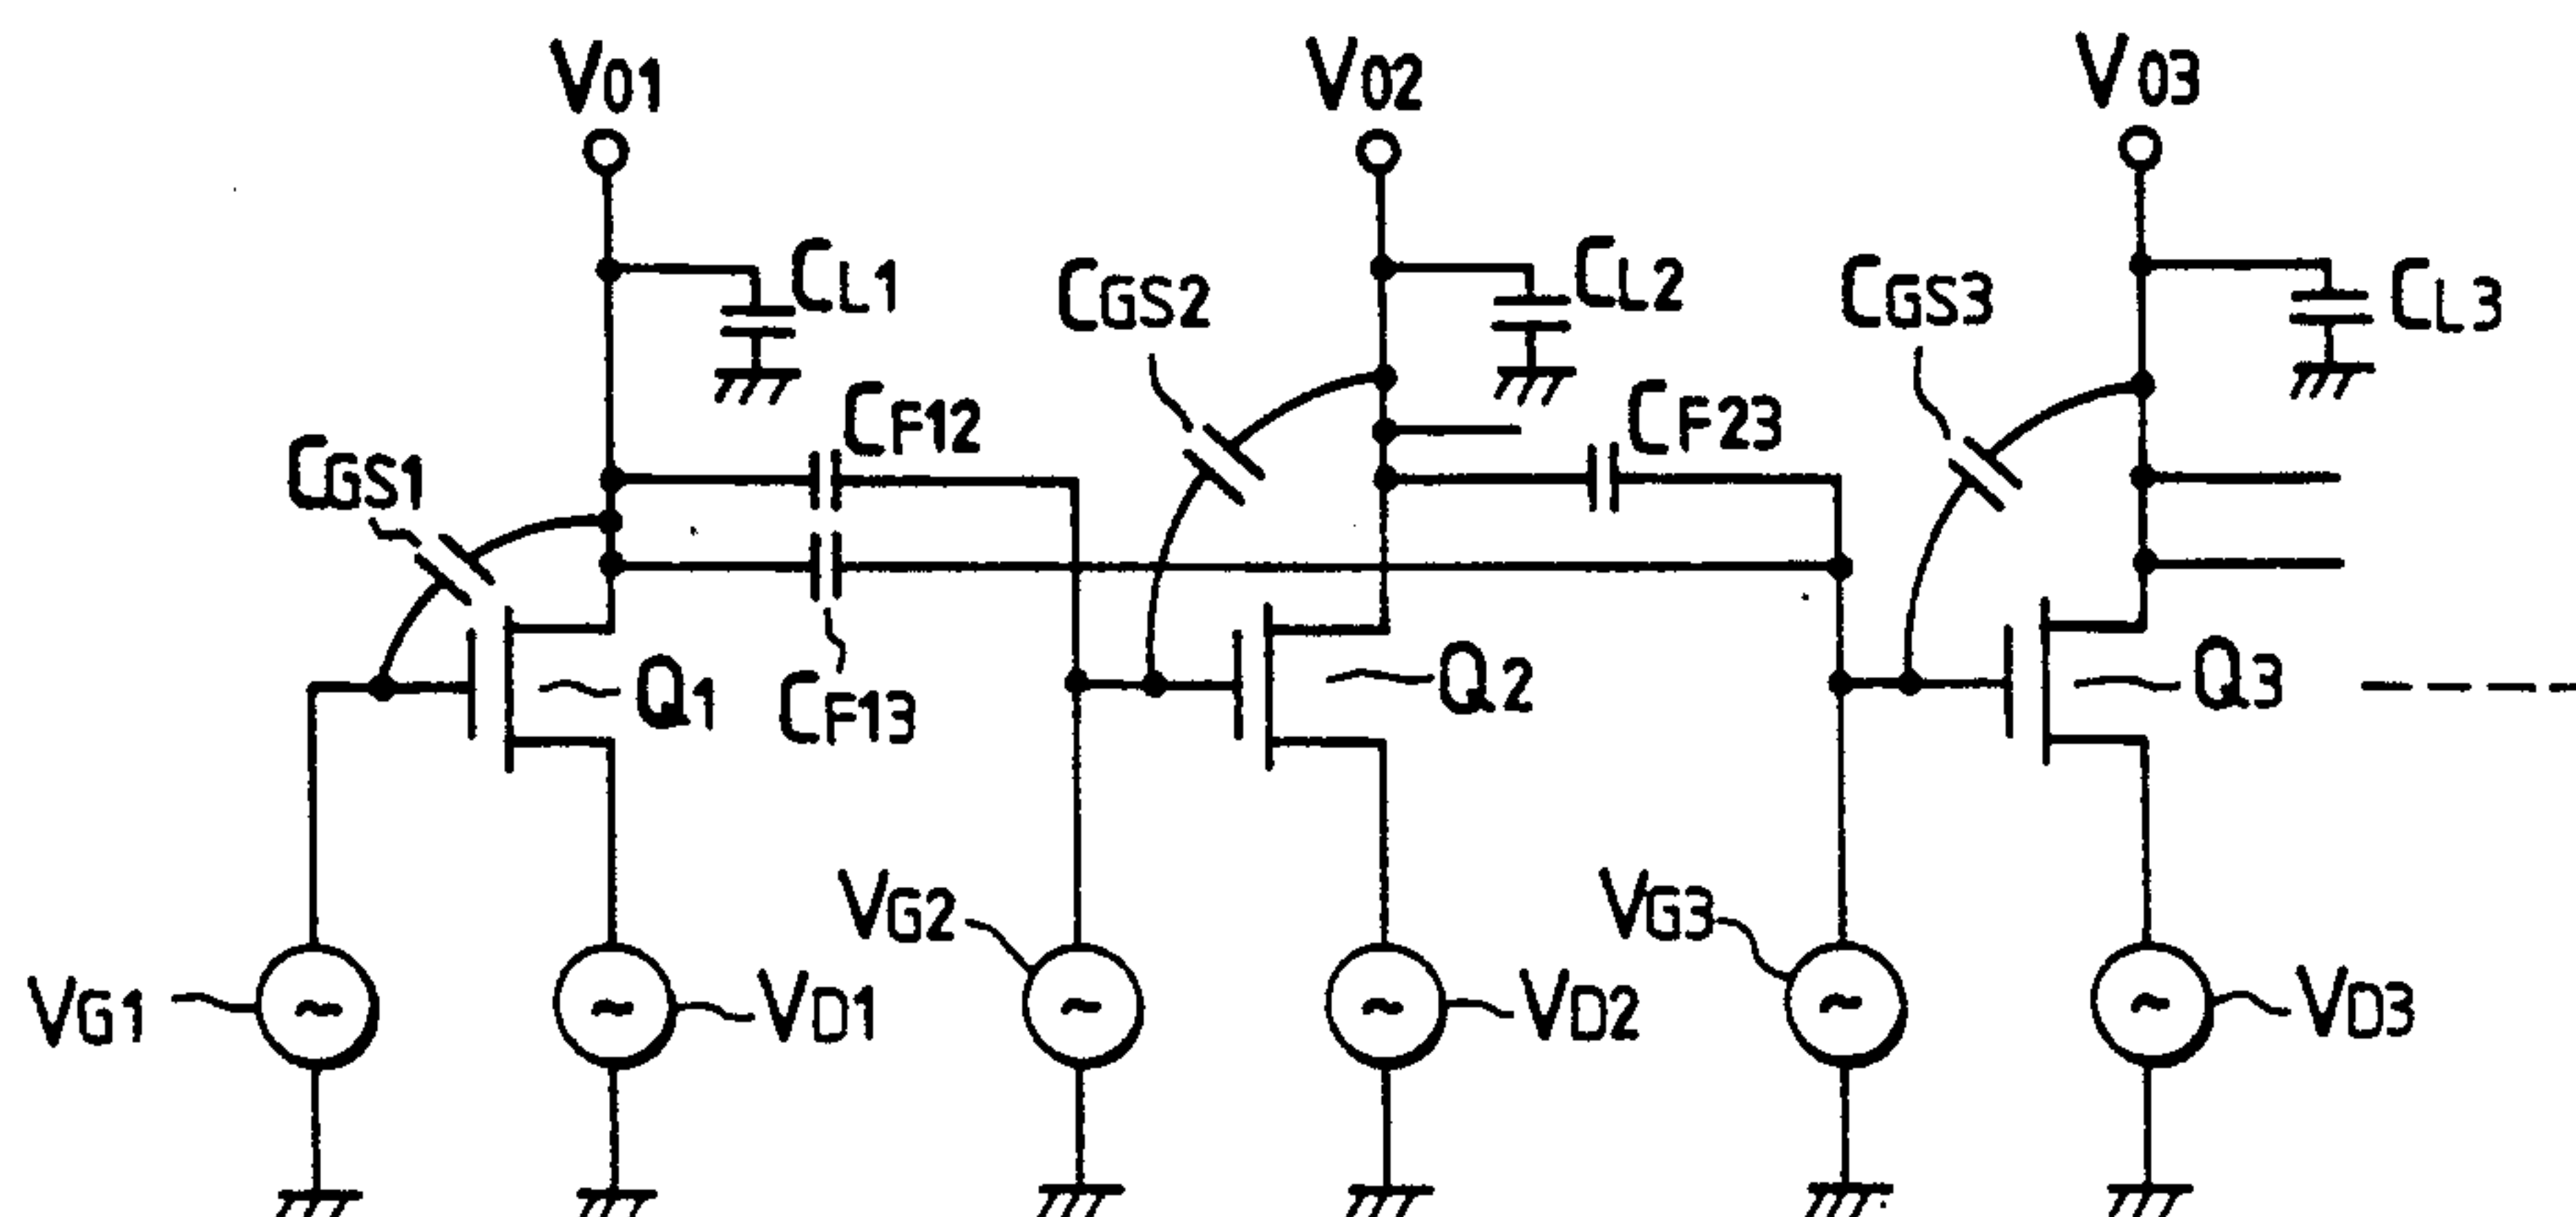 V01 V02 V03
CL1 CGS2 CL2 CGS3 CL3
CGS1 CF12 CF23
CF13 Q1 Q2 Q3
VG1 VD1 VG2 VD2 VG3 VD3
~ ~ ~ ~ ~ ~